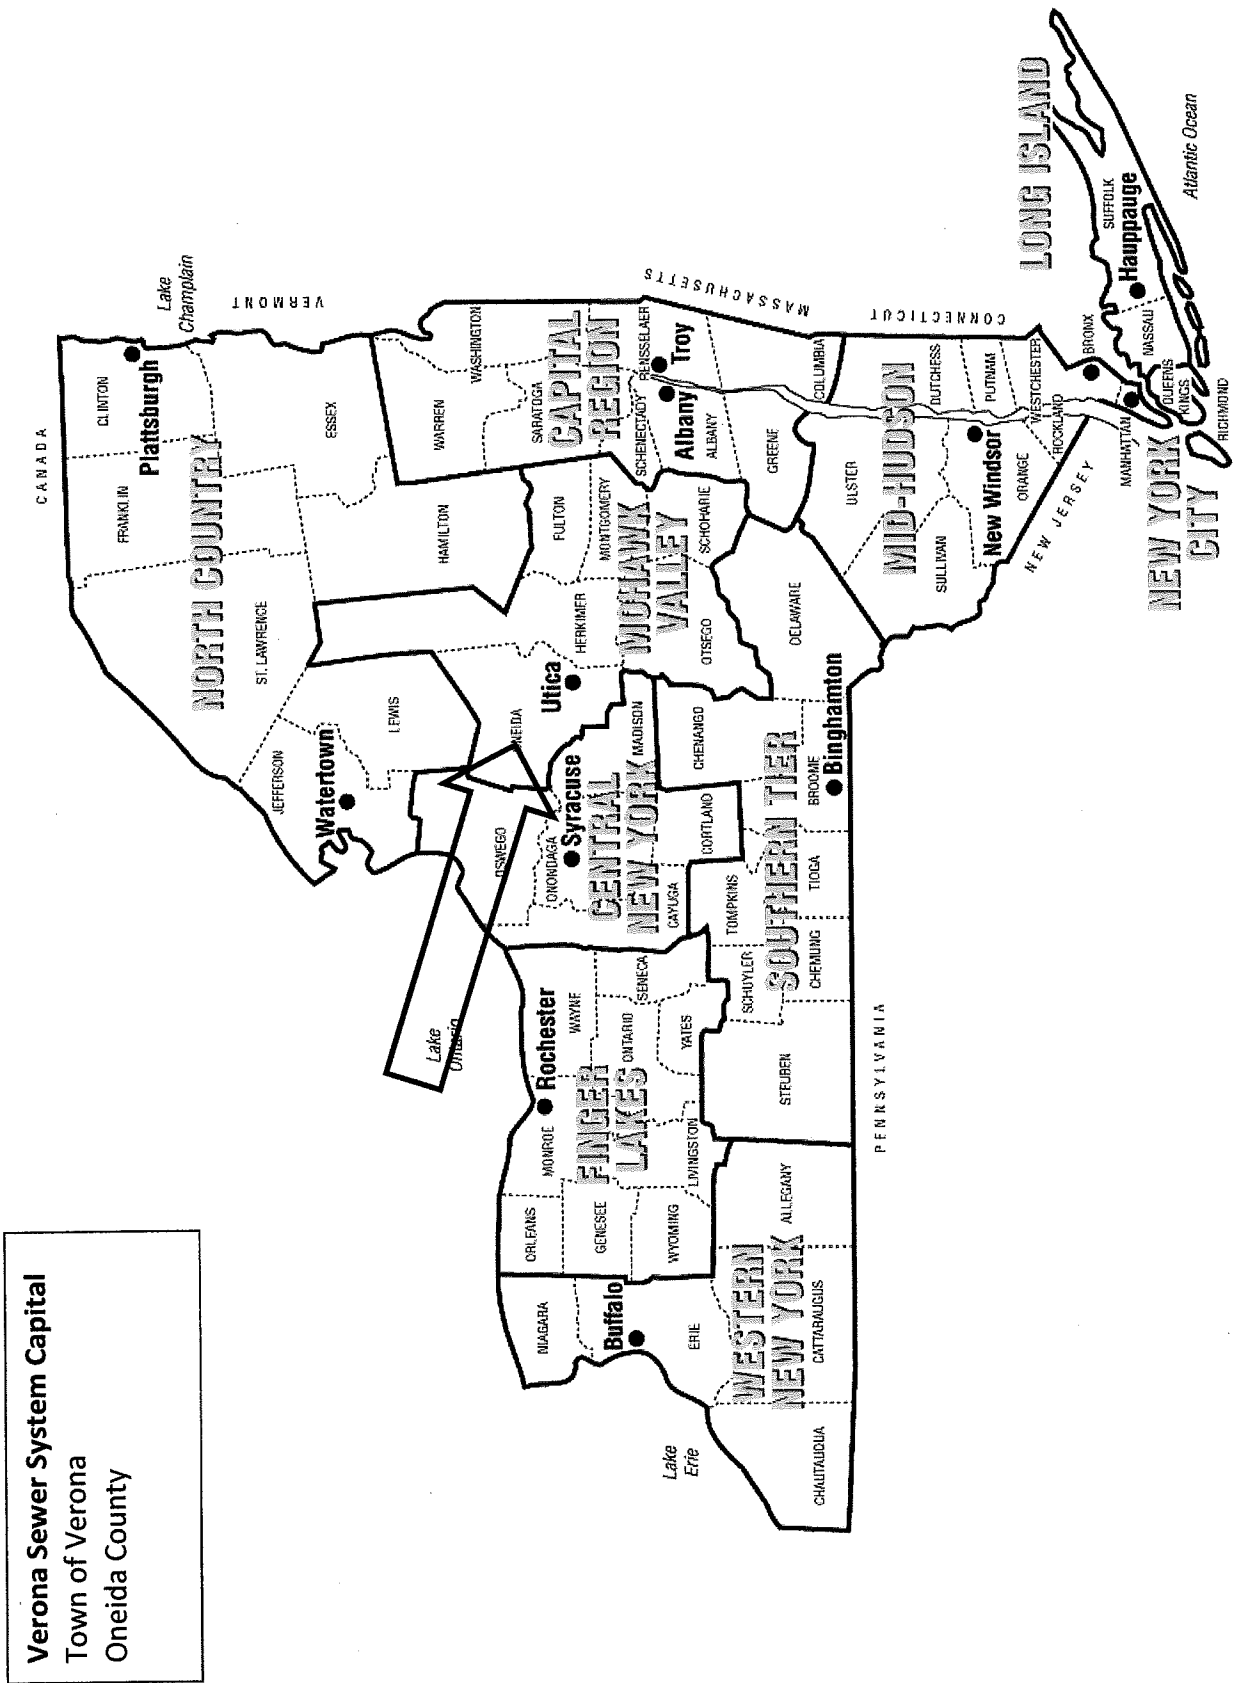 Verona Sewer System Capital
Town of Verona
Oneida County
CANADA
Lake
Champlain
VERMONT
MASSACHUSETTS
CONNECTICUT
NEW JERSEY
PENNSYLVANIA
Atlantic Ocean
Lake
Ontario
Lake
Erie
NORTH COUNTRY
CLINTON
Plattsburgh
FRANKLIN
ESSEX
ST. LAWRENCE
HAMILTON
JEFFERSON
Watertown
LEWIS
CAPITAL
REGION
WARREN
WASHINGTON
SARATOGA
SCHENECTADY
RENSSELAER
Troy
Albany
ALBANY
GREENE
COLUMBIA
MOHAWK
VALLEY
FULTON
MONTGOMERY
HERKIMER
SCHOHARIE
OTSEGO
Utica
NEIDA
CENTRAL
NEW YORK
OSWEGO
ONONDAGA
Syracuse
MADISON
CAYUGA
CORTLAND
SOUTHERN TIER
CHENANGO
DELAWARE
BROOME
Binghamton
TIOGA
TOMPKINS
CHEMUNG
SCHUYLER
STEUBEN
FINGER
LAKES
Rochester
WAYNE
SENECA
ONTARIO
YATES
MONROE
LIVINGSTON
ORLEANS
GENESEE
WYOMING
WESTERN
NEW YORK
NIAGARA
Buffalo
ERIE
ALLEGANY
CATTARAUGUS
CHAUTAUQUA
MID-HUDSON
ULSTER
DUTCHESS
SULLIVAN
New Windsor
ORANGE
PUTNAM
WESTCHESTER
ROCKLAND
NEW YORK
CITY
BRONX
MANHATTAN
QUEENS
KINGS
RICHMOND
LONG ISLAND
NASSAU
SUFFOLK
Hauppauge